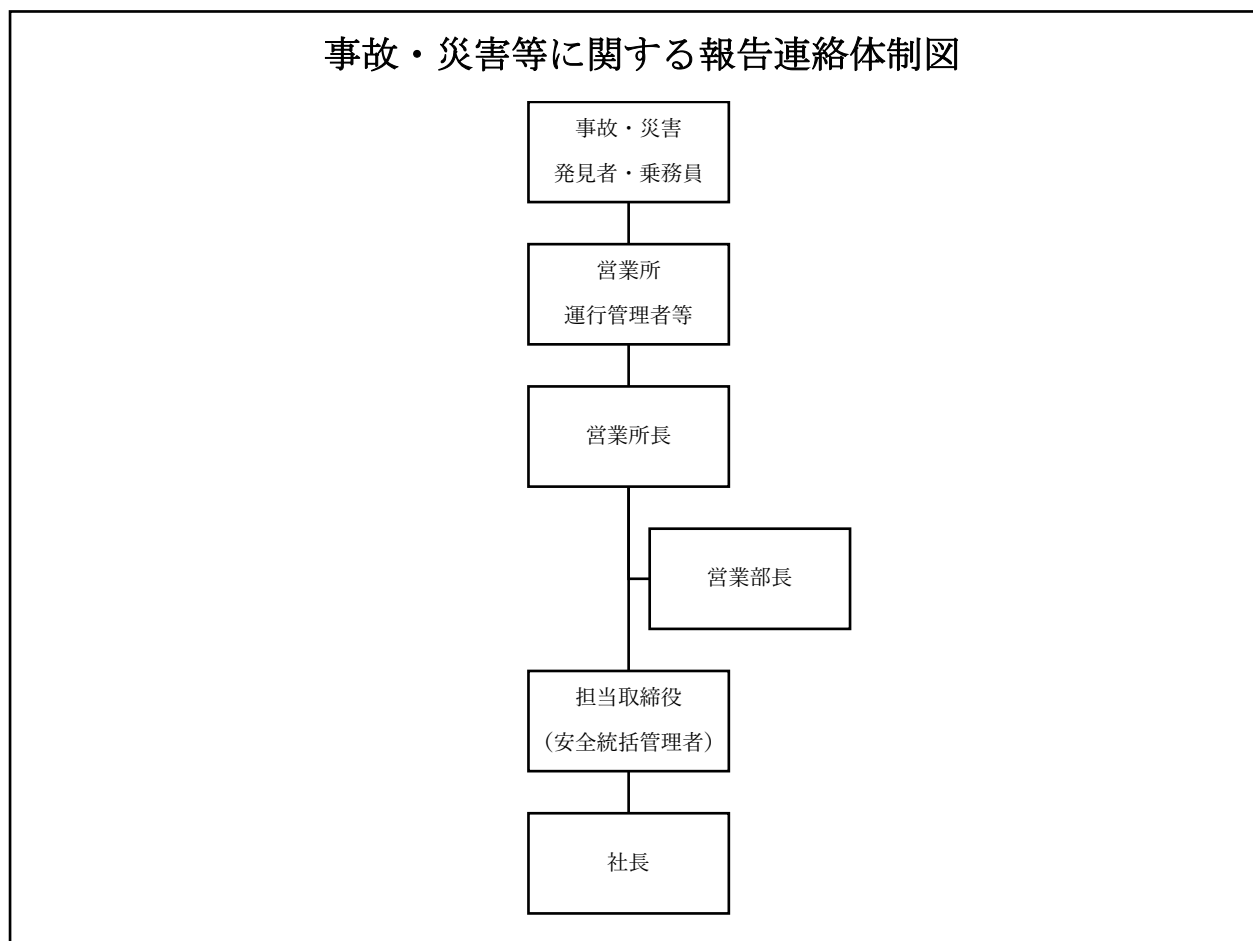 事故・災害等に関する報告連絡体制図
事故・災害
発見者・乗務員
営業所
運行管理者等
営業所長
営業部長
担当取締役
（安全統括管理者）
社長